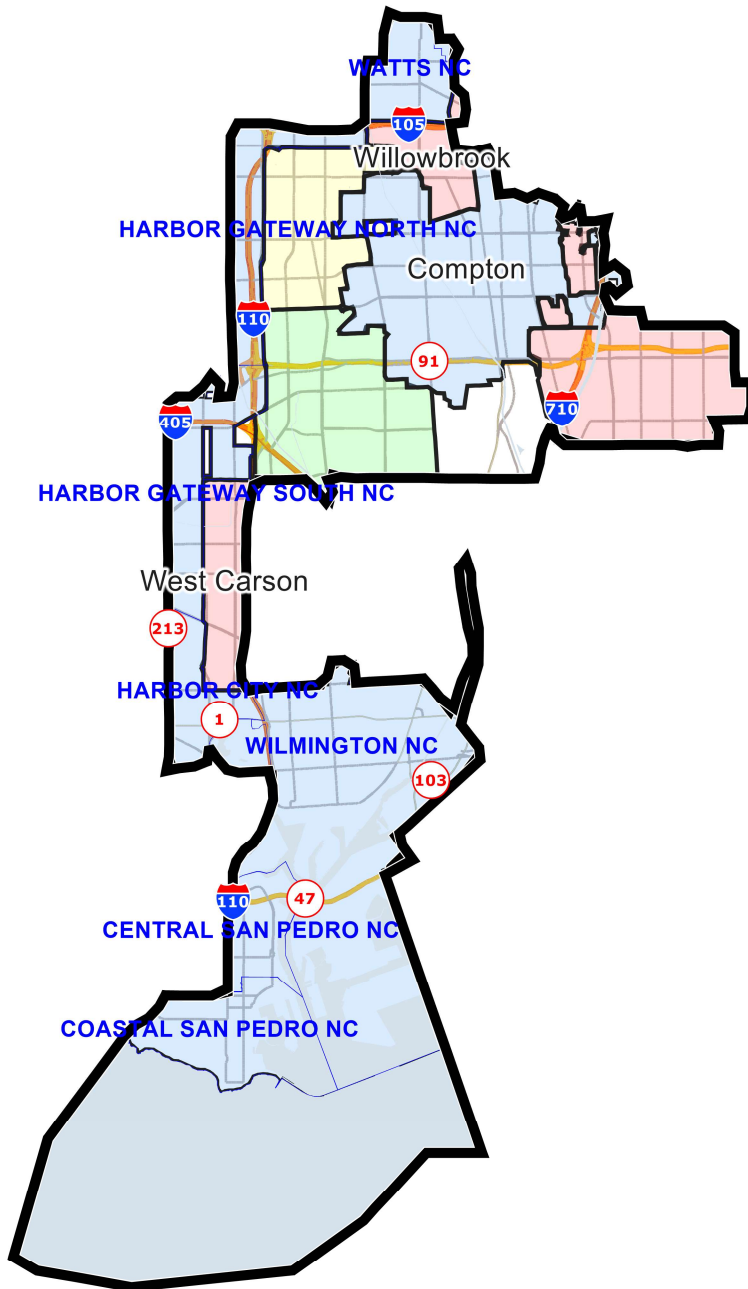 WATTS NC
105
Willowbrook
HARBOR GATEWAY NORTH NC
Compton
110
91
710
405
HARBOR GATEWAY SOUTH NC
West Carson
213
HARBOR CITY NC
1
WILMINGTON NC
103
110
47
CENTRAL SAN PEDRO NC
COASTAL SAN PEDRO NC